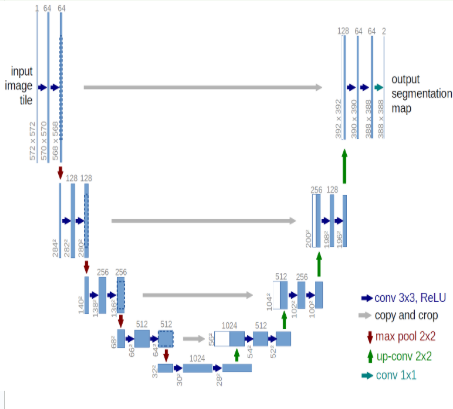 1 64 64
128 64 64 2
input
image
tile
output
segmentation
map
572 x 572
570 x 570
568 x 568
392 x 392
390 x 390
388 x 388
388 x 388
128 128
256 128
284²
282²
280²
200²
198²
196²
256 256
512 256
140²
138²
136²
104²
102²
100²
512 512
1024 512
68²
66²
64²
56²
54²
52²
1024
32²
30²
28²
conv 3x3, ReLU
copy and crop
max pool 2x2
up-conv 2x2
conv 1x1